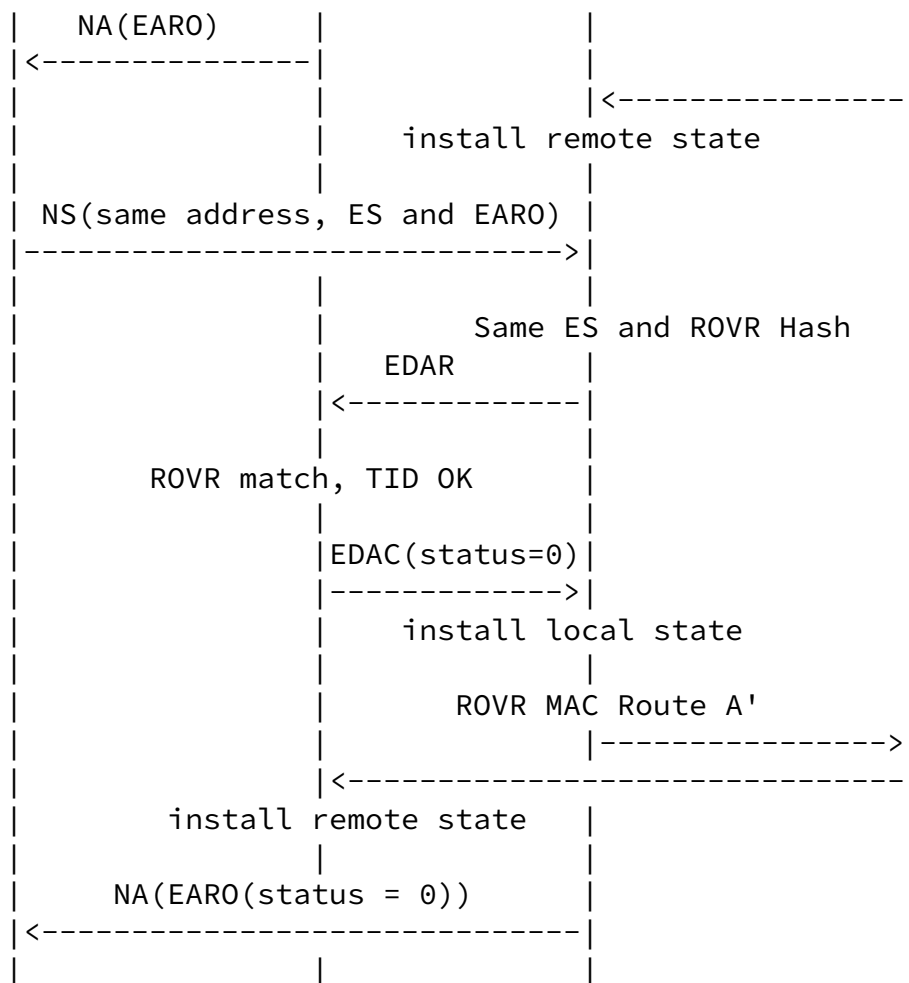 NA(EARO)
install remote state
NS(same address, ES and EARO)
Same ES and ROVR Hash
EDAR
ROVR match, TID OK
EDAC(status=0)
install local state
ROVR MAC Route A'
install remote state
NA(EARO(status = 0))